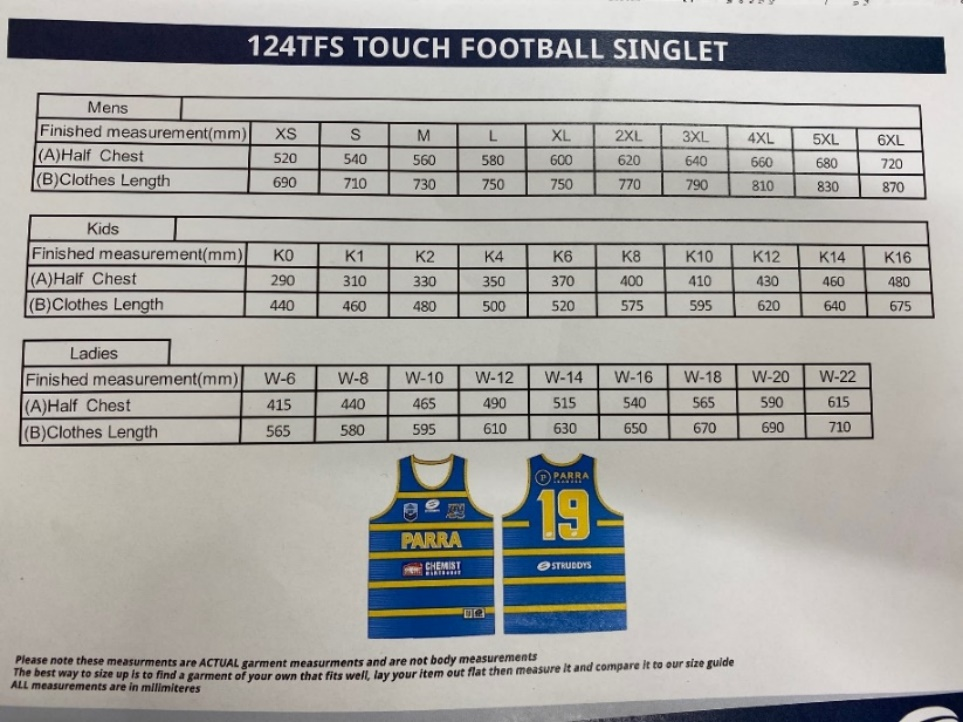 124TFS TOUCH FOOTBALL SINGLET
Mens
Finished measurement(mm) XS S M L XL 2XL 3XL 4XL 5XL 6XL
(A)Half Chest 520 540 560 580 600 620 640 660 680 720
(B)Clothes Length 690 710 730 750 750 770 790 810 830 870
Kids
Finished measurement(mm) K0 K1 K2 K4 K6 K8 K10 K12 K14 K16
(A)Half Chest 290 310 330 350 370 400 410 430 460 480
(B)Clothes Length 440 460 480 500 520 575 595 620 640 675
Ladies
Finished measurement(mm) W-6 W-8 W-10 W-12 W-14 W-16 W-18 W-20 W-22
(A)Half Chest 415 440 465 490 515 540 565 590 615
(B)Clothes Length 565 580 595 610 630 650 670 690 710
PARRA
CHEMIST
P PARRA
19
STRUDDYS
Please note these measurments are ACTUAL garment measurments and are not body measurements
The best way to size up is to find a garment of your own that fits well, lay your item out flat then measure it and compare it to our size guide
ALL measurements are in milimiteres